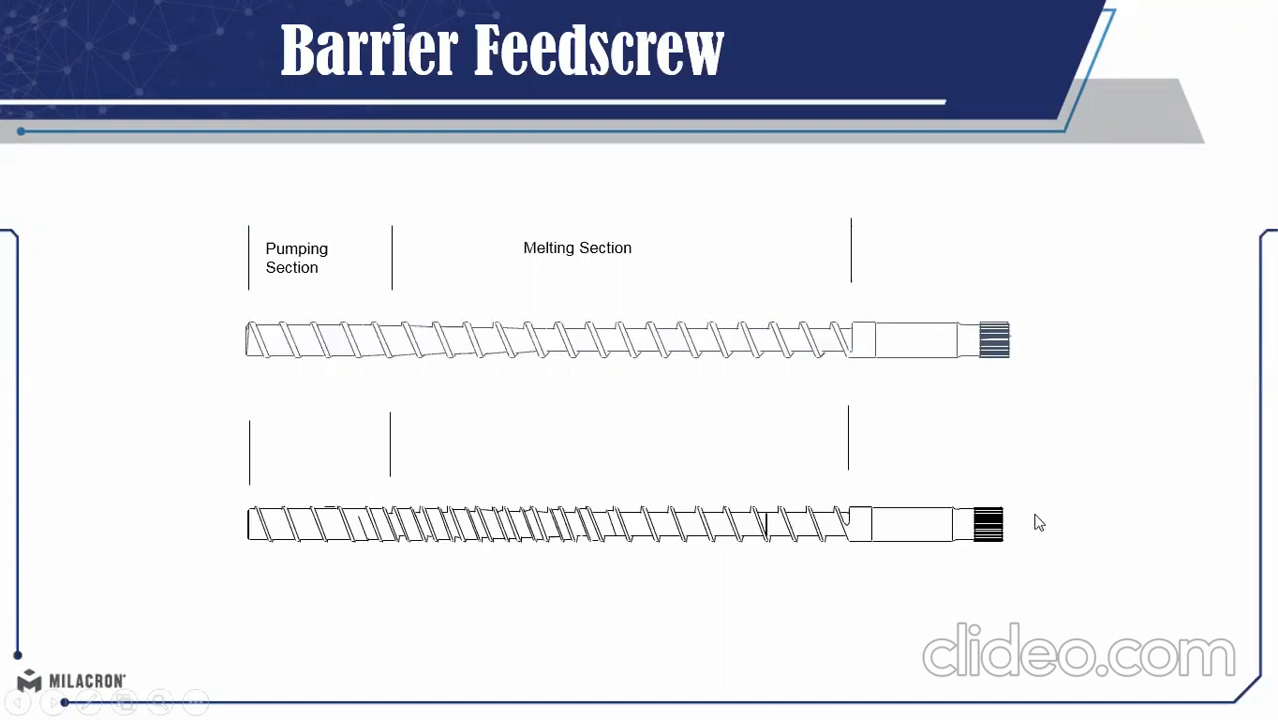 Barrier Feedscrew
Pumping
Section
Melting Section
clideo.com
MILACRON